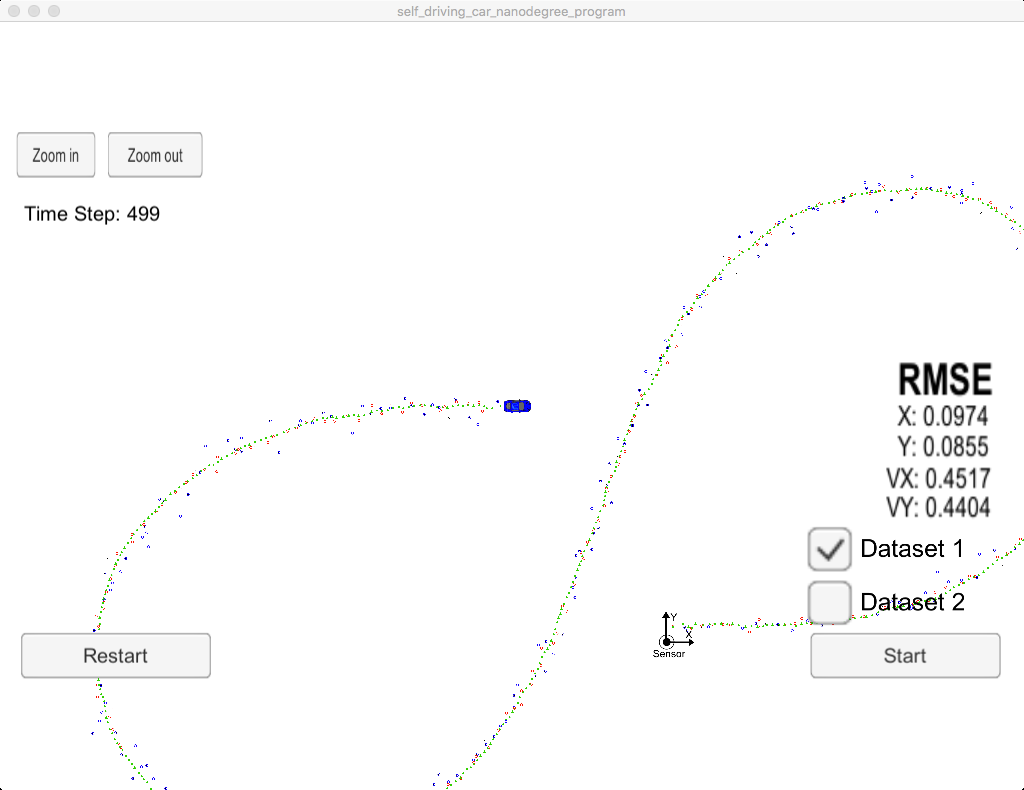 self_driving_car_nanodegree_program
Zoom in
Zoom out
Time Step: 499
RMSE
X: 0.0974
Y: 0.0855
VX: 0.4517
VY: 0.4404
Dataset 1
Dataset 2
Y
X
Sensor
Restart
Start